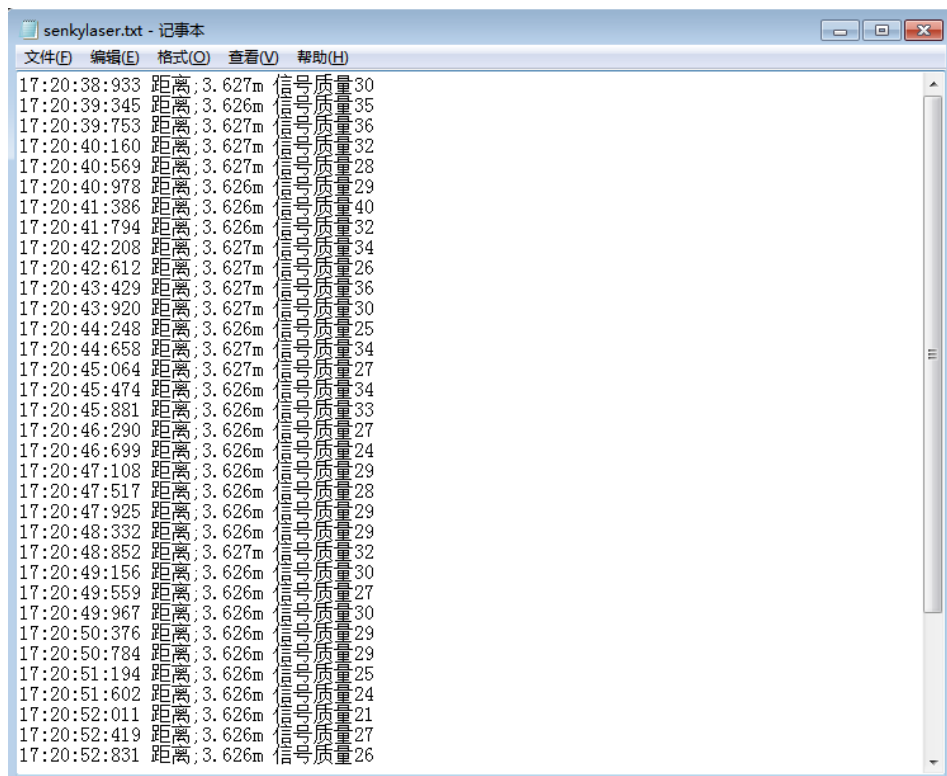 senkylaser.txt - 记事本
文件(F) 编辑(E) 格式(O) 查看(V) 帮助(H)
17:20:38:933 距离;3.627m 信号质量30
17:20:39:345 距离;3.626m 信号质量35
17:20:39:753 距离;3.627m 信号质量36
17:20:40:160 距离;3.627m 信号质量32
17:20:40:569 距离;3.627m 信号质量28
17:20:40:978 距离;3.626m 信号质量29
17:20:41:386 距离;3.626m 信号质量40
17:20:41:794 距离;3.626m 信号质量32
17:20:42:208 距离;3.627m 信号质量34
17:20:42:612 距离;3.627m 信号质量26
17:20:43:429 距离;3.627m 信号质量36
17:20:43:920 距离;3.627m 信号质量30
17:20:44:248 距离;3.626m 信号质量25
17:20:44:658 距离;3.627m 信号质量34
17:20:45:064 距离;3.627m 信号质量27
17:20:45:474 距离;3.626m 信号质量34
17:20:45:881 距离;3.626m 信号质量33
17:20:46:290 距离;3.626m 信号质量27
17:20:46:699 距离;3.626m 信号质量24
17:20:47:108 距离;3.626m 信号质量29
17:20:47:517 距离;3.626m 信号质量28
17:20:47:925 距离;3.626m 信号质量29
17:20:48:332 距离;3.626m 信号质量29
17:20:48:852 距离;3.627m 信号质量32
17:20:49:156 距离;3.626m 信号质量30
17:20:49:559 距离;3.626m 信号质量27
17:20:49:967 距离;3.626m 信号质量30
17:20:50:376 距离;3.626m 信号质量29
17:20:50:784 距离;3.626m 信号质量29
17:20:51:194 距离;3.626m 信号质量25
17:20:51:602 距离;3.626m 信号质量24
17:20:52:011 距离;3.626m 信号质量21
17:20:52:419 距离;3.626m 信号质量27
17:20:52:831 距离;3.626m 信号质量26